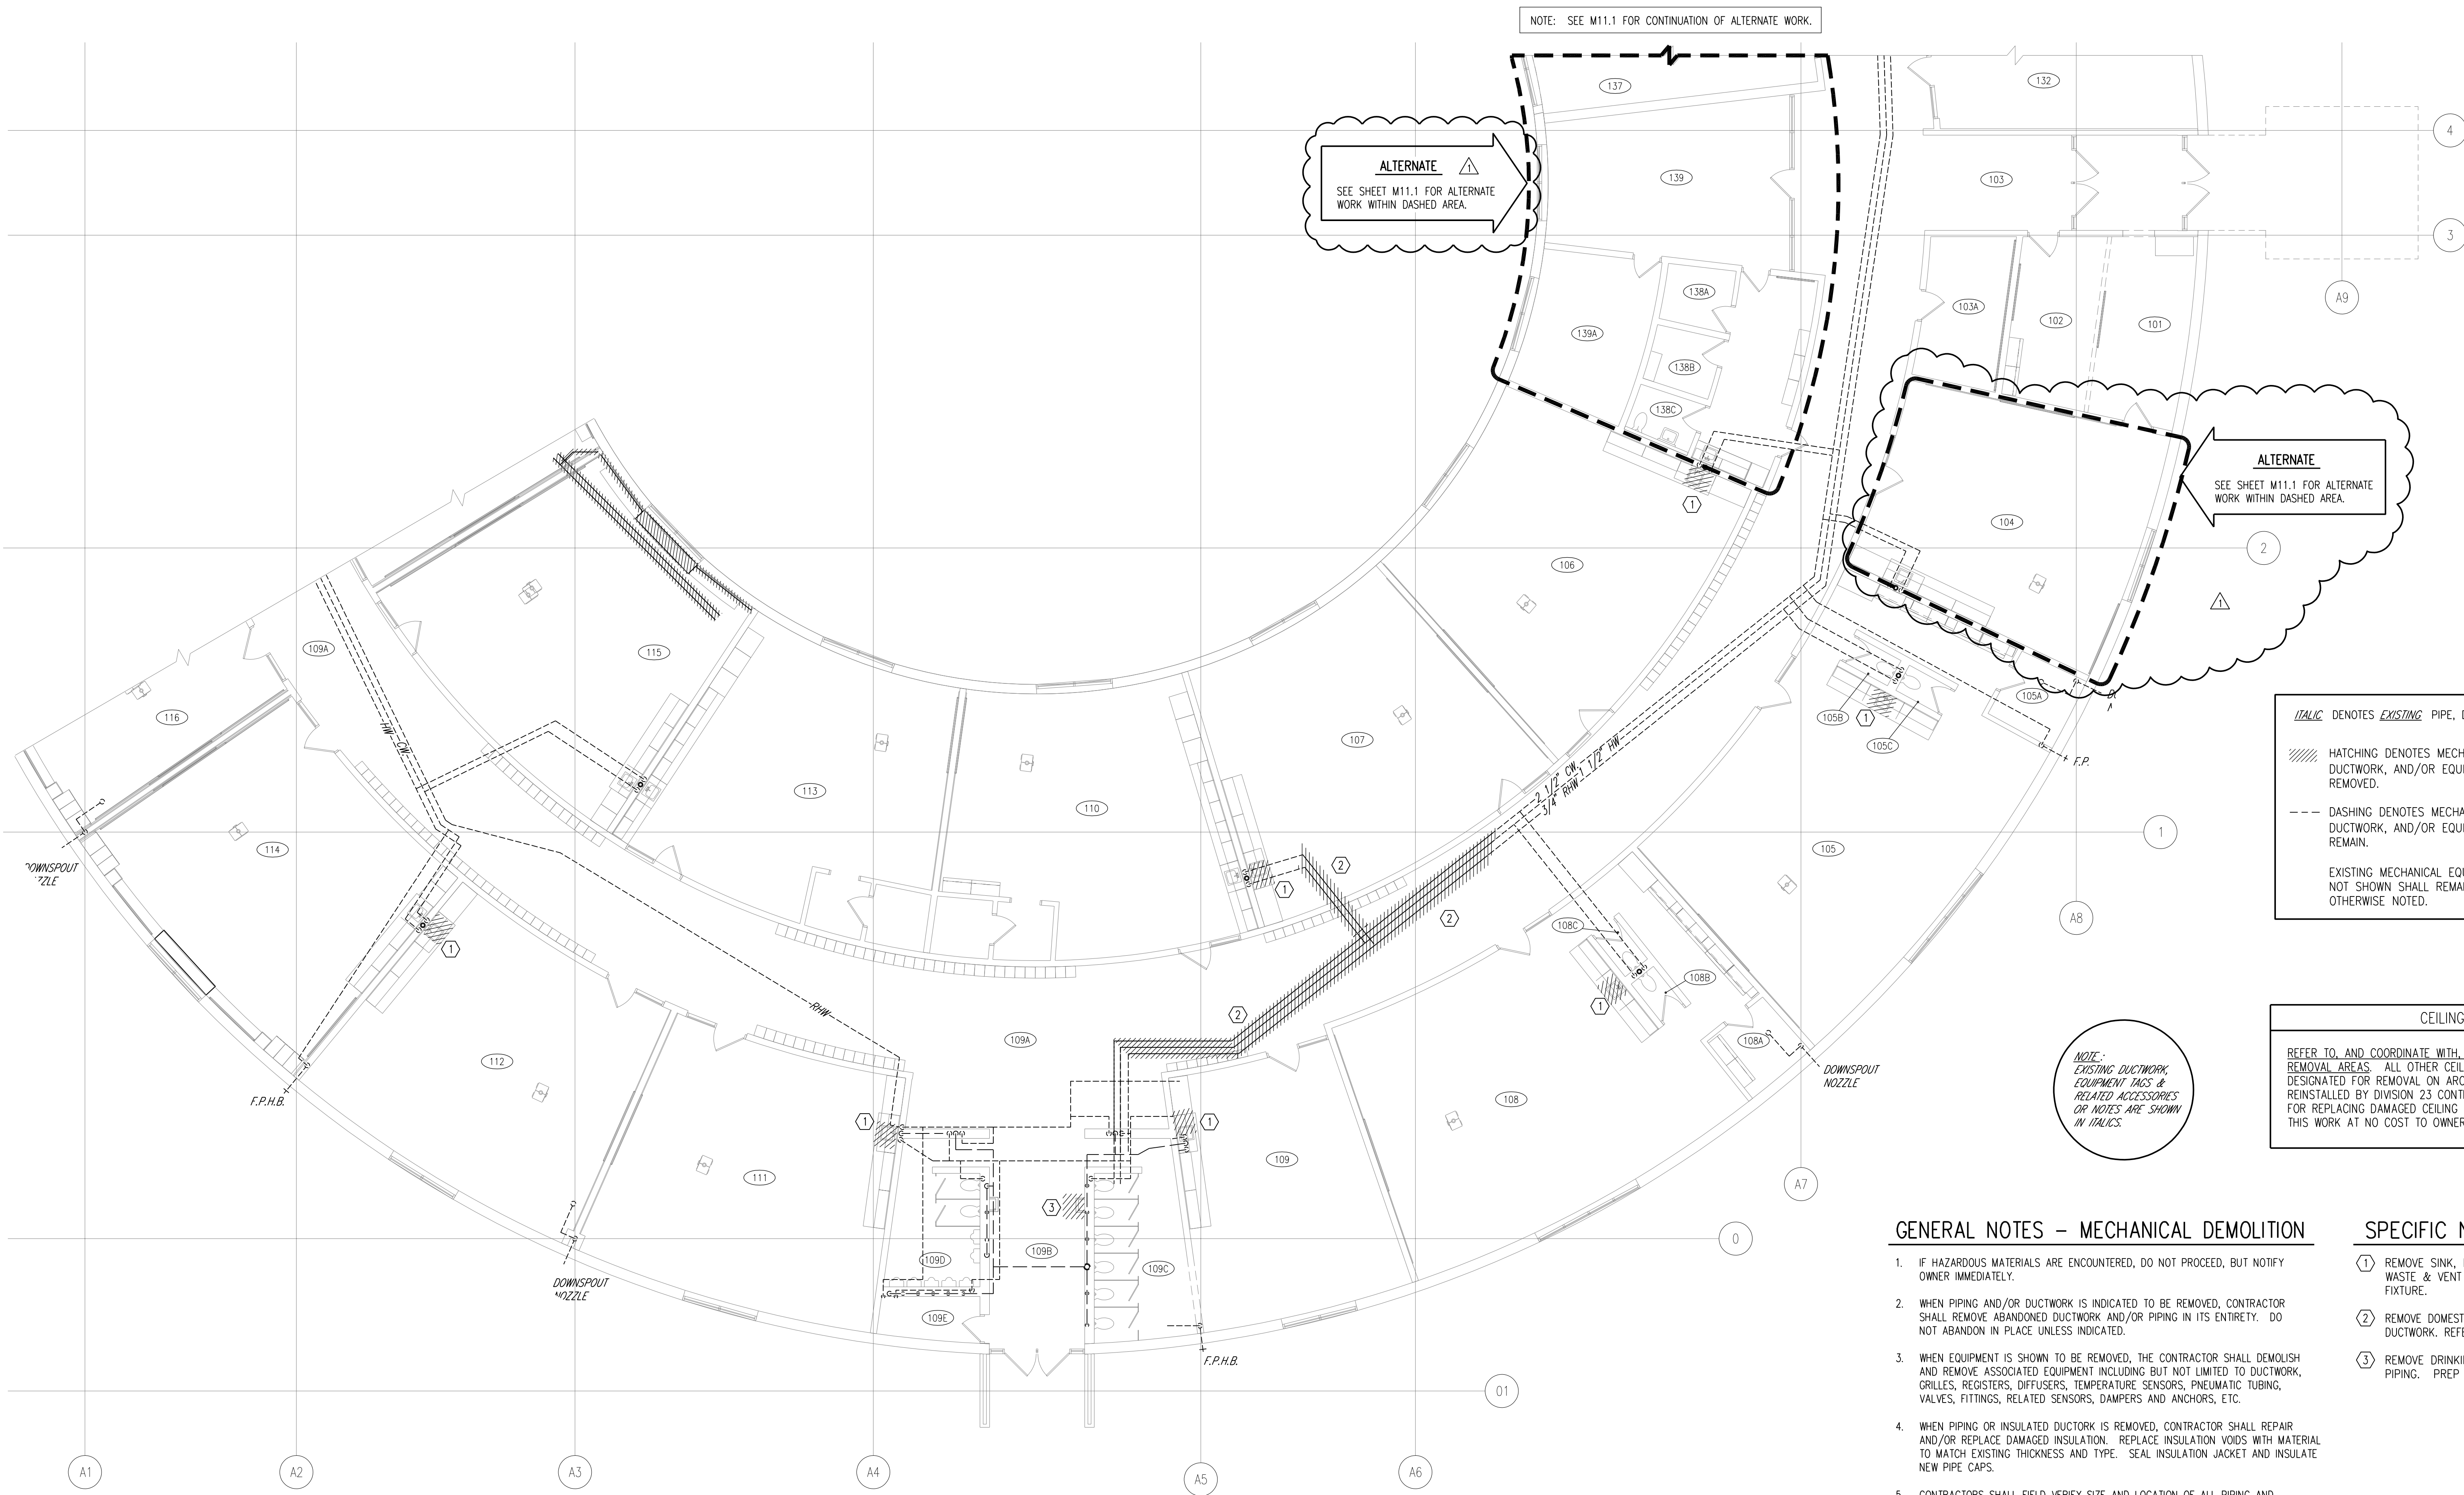 NOTE: SEE M11.1 FOR CONTINUATION OF ALTERNATE WORK.
137
132
4
ALTERNATE 1
SEE SHEET M11.1 FOR ALTERNATE
WORK WITHIN DASHED AREA.
139
103
3
138A
A9
103A
102
101
139A
138B
138C
ALTERNATE
SEE SHEET M11.1 FOR ALTERNATE
WORK WITHIN DASHED AREA.
1
104
2
106
1
109A
115
116
HW
CW
105A
105B
1
105C
F.P.
ITALIC DENOTES EXISTING PIPE,
HATCHING DENOTES
DUCTWORK, AND/OR
REMOVED.
DASHING DENOTES
DUCTWORK, AND/OR
REMAIN.
EXISTING MECHANICAL
NOT SHOWN SHALL
OTHERWISE NOTED.
107
113
110
2 1/2" CW
1 1/2" HW
3/4" RHW
1
114
105
DOWNSPOUT
2
1
2
A8
1
108C
108B
1
108A
RHW
2
109A
112
DOWNSPOUT
NOZZLE
F.P.H.B.
108
1
1
109
111
A7
3
109B
109D
109C
109E
0
DOWNSPOUT
NOZZLE
F.P.H.B.
01
A1
A2
A3
A4
A5
A6
NOTE:
EXISTING DUCTWORK,
EQUIPMENT TAGS &
RELATED ACCESSORIES
OR NOTES ARE SHOWN
IN ITALICS.
CEILING
REFER TO, AND COORDINATE WITH,
REMOVAL AREAS. ALL OTHER
DESIGNATED FOR REMOVAL ON
REINSTALLED BY DIVISION 23
FOR REPLACING DAMAGED CEILING
THIS WORK AT NO COST TO OWNER
GENERAL NOTES – MECHANICAL DEMOLITION
1. IF HAZARDOUS MATERIALS ARE ENCOUNTERED, DO NOT PROCEED, BUT NOTIFY
OWNER IMMEDIATELY.
2. WHEN PIPING AND/OR DUCTWORK IS INDICATED TO BE REMOVED, CONTRACTOR
SHALL REMOVE ABANDONED DUCTWORK AND/OR PIPING IN ITS ENTIRETY. DO
NOT ABANDON IN PLACE UNLESS INDICATED.
3. WHEN EQUIPMENT IS SHOWN TO BE REMOVED, THE CONTRACTOR SHALL DEMOLISH
AND REMOVE ASSOCIATED EQUIPMENT INCLUDING BUT NOT LIMITED TO DUCTWORK,
GRILLES, REGISTERS, DIFFUSERS, TEMPERATURE SENSORS, PNEUMATIC TUBING,
VALVES, FITTINGS, RELATED SENSORS, DAMPERS AND ANCHORS, ETC.
4. WHEN PIPING OR INSULATED DUCTORK IS REMOVED, CONTRACTOR SHALL REPAIR
AND/OR REPLACE DAMAGED INSULATION. REPLACE INSULATION VOIDS WITH MATERIAL
TO MATCH EXISTING THICKNESS AND TYPE. SEAL INSULATION JACKET AND INSULATE
NEW PIPE CAPS.
5. CONTRACTORS SHALL FIELD VERIFY SIZE AND LOCATION OF ALL PIPING AND
SPECIFIC
1 REMOVE SINK,
WASTE & VENT
FIXTURE.
2 REMOVE
DUCTWORK.
3 REMOVE
PIPING. PREP